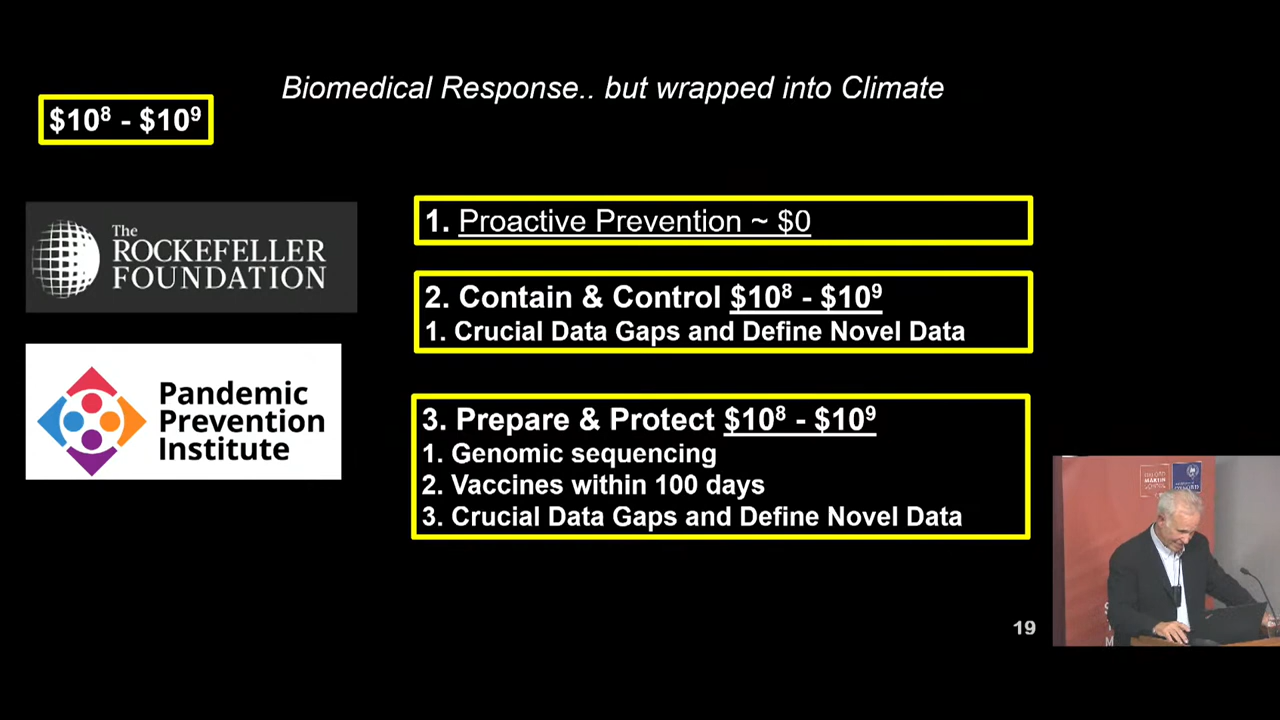 Biomedical Response.. but wrapped into Climate
$10⁸ - $10⁹
The
ROCKEFELLER
FOUNDATION
Pandemic
Prevention
Institute
1. Proactive Prevention ~ $0
2. Contain & Control $10⁸ - $10⁹
1. Crucial Data Gaps and Define Novel Data
3. Prepare & Protect $10⁸ - $10⁹
1. Genomic sequencing
2. Vaccines within 100 days
3. Crucial Data Gaps and Define Novel Data
19
MARTIN